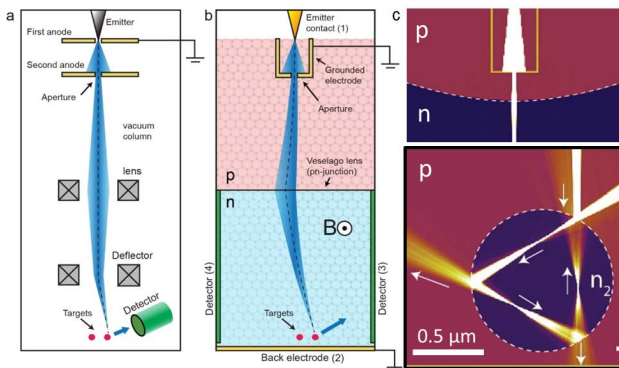 a
Emitter
First anode
Second anode
Aperture
vacuum
column
lens
Deflector
Targets
Detector
b
Emitter
contact (1)
Grounded
electrode
Aperture
Veselago lens
(pn-junction)
p
n
B
Detector (4)
Detector (3)
Targets
Back electrode (2)
c
p
n
p
n₂
0.5 µm